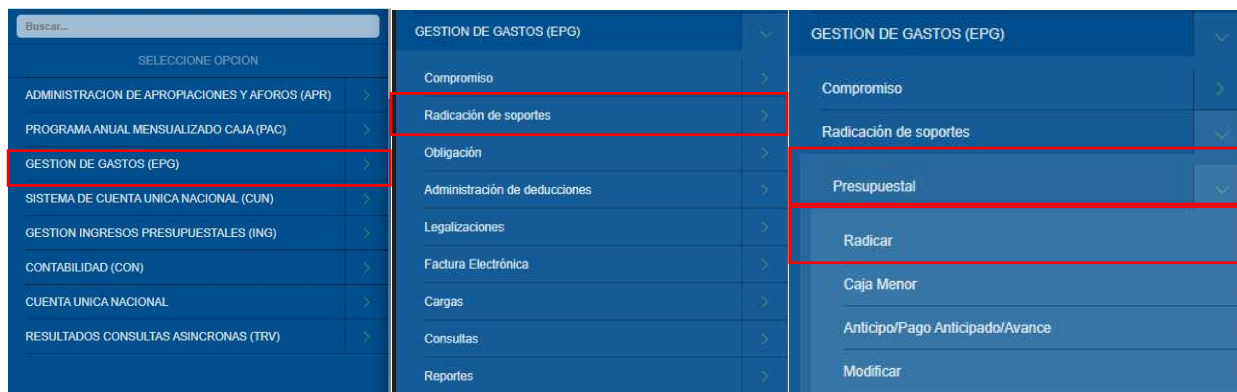 Buscar...
SELECCIONE OPCION
ADMINISTRACION DE APROPIACIONES Y AFOROS (APR)
PROGRAMA ANUAL MENSUALIZADO CAJA (PAC)
GESTION DE GASTOS (EPG)
SISTEMA DE CUENTA UNICA NACIONAL (CUN)
GESTION INGRESOS PRESUPUESTALES (ING)
CONTABILIDAD (CON)
CUENTA UNICA NACIONAL
RESULTADOS CONSULTAS ASINCRONAS (TRV)
GESTION DE GASTOS (EPG)
Compromiso
Radicación de soportes
Obligación
Administración de deducciones
Legalizaciones
Factura Electrónica
Cargas
Consultas
Reportes
GESTION DE GASTOS (EPG)
Compromiso
Radicación de soportes
Presupuestal
Radicar
Caja Menor
Anticipo/Pago Anticipado/Avance
Modificar